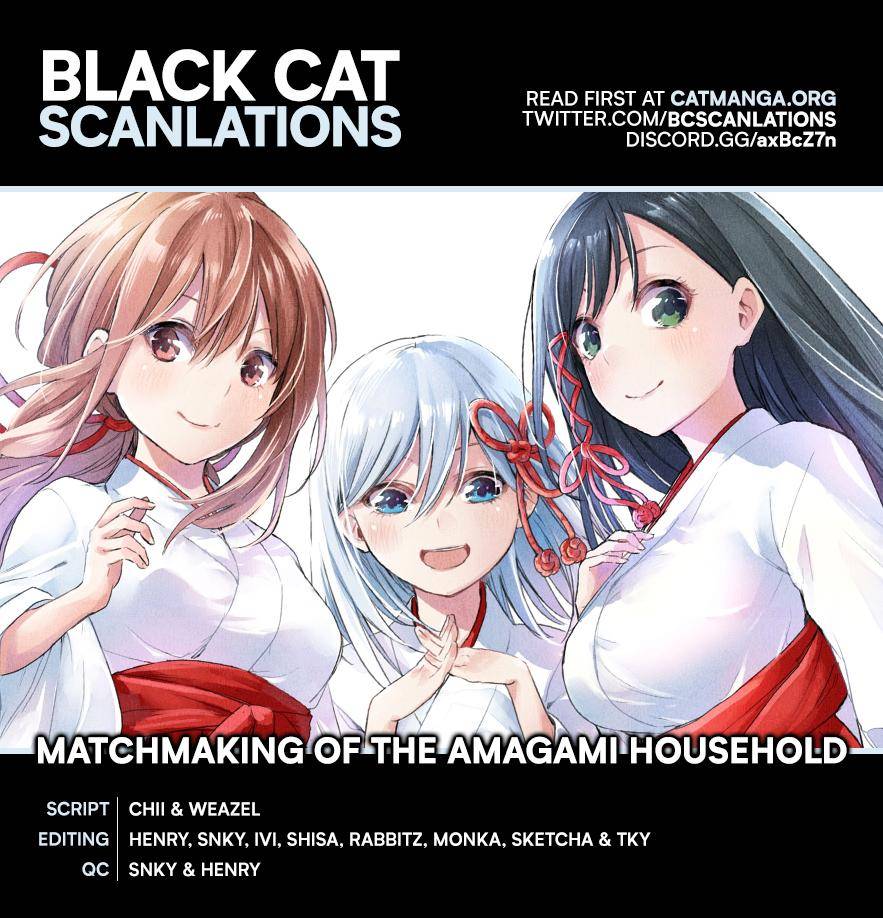 BLACK CAT
SCANLATIONS
READ FIRST AT CATMANGA.ORG
TWITTER.COM/BCSCANLATIONS
DISCORD.GG/axBcZ7n
MATCHMAKING OF THE AMAGAMI HOUSEHOLD
SCRIPT CHII & WEAZEL
EDITING HENRY, SNKY, IVI, SHISA, RABBITZ, MONKA, SKETCHA & TKY
QC SNKY & HENRY